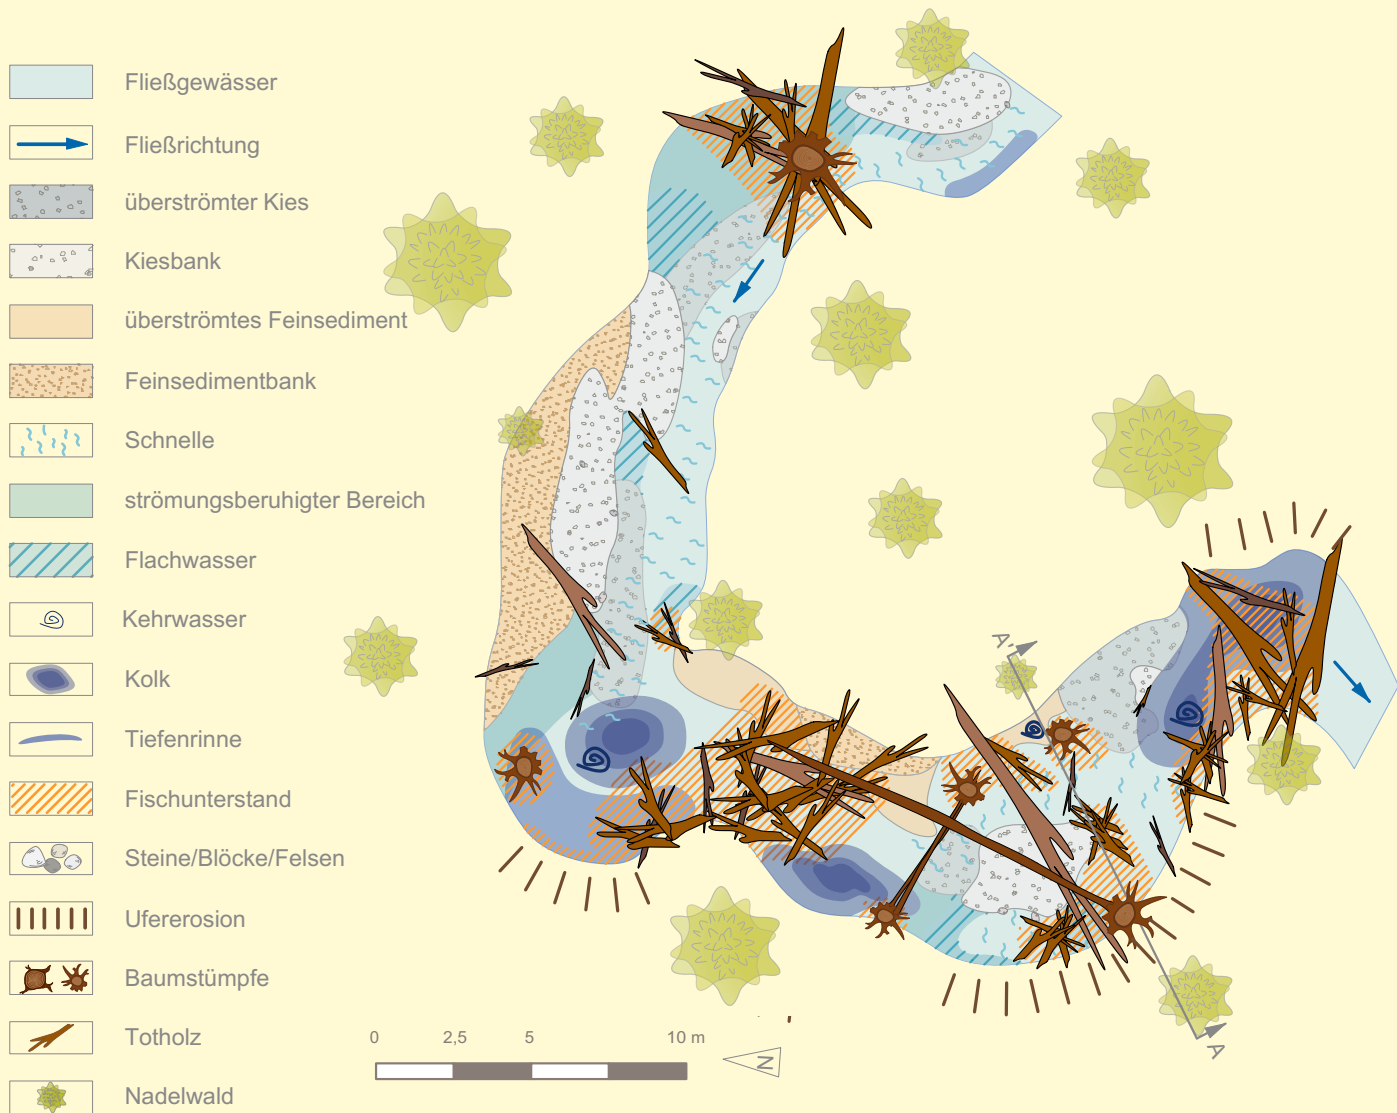 Fließgewässer
Fließrichtung
überströmter Kies
Kiesbank
überströmtes Feinsediment
Feinsedimentbank
Schnelle
strömungsberuhigter Bereich
Flachwasser
Kehrwasser
Kolk
Tiefenrinne
Fischunterstand
Steine/Blöcke/Felsen
Ufererosion
Baumstümpfe
Totholz
Nadelwald
A'
A
0 2,5 5 10 m
N